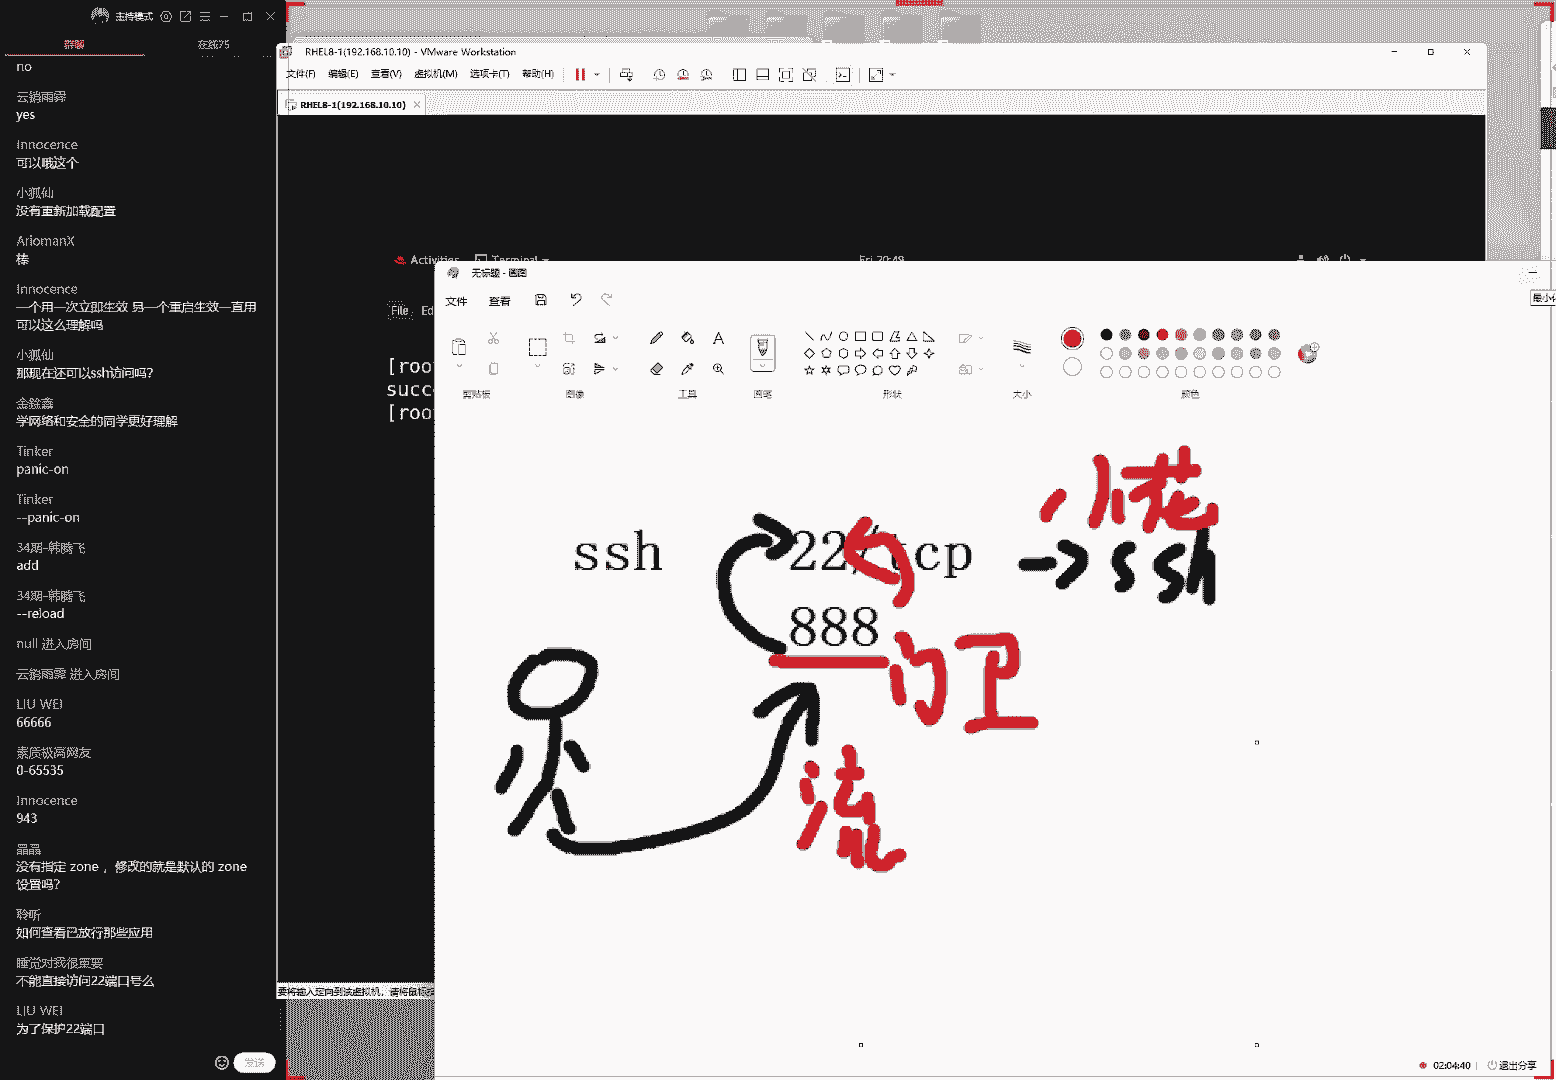 主持模式
群聊
在线75
no
云销雨霁
yes
Innocence
可以哦这个
小狐仙
没有重新加载配置
AriomanX
棒
Innocence
一个用一次立即生效 另一个重启生效一直用
可以这么理解吗
小狐仙
那现在还可以ssh访问吗？
金鑫鑫
学网络和安全的同学更好理解
Tinker
panic-on
Tinker
--panic-on
34期-韩腾飞
add
34期-韩腾飞
--reload
null 进入房间
云销雨霁 进入房间
LIU WEI
66666
素质极高网友
0-65535
Innocence
943
晶晶
没有指定 zone ，修改的就是默认的 zone
设置吗？
聆听
如何查看已放行那些应用
睡觉对我很重要
不能直接访问22端口号么
LIU WEI
为了保护22端口
发送
RHEL8-1(192.168.10.10) - VMware Workstation
文件(F) 编辑(E) 查看(V) 虚拟机(M) 选项卡(T) 帮助(H)
RHEL8-1(192.168.10.10)
Activities Terminal
Fri 20:49
File Ed
[roo
succ
[roo
要将输入定向到该虚拟机，请将鼠标
无标题 - 画图
文件 查看
剪贴板 图像 工具 画笔 形状 大小 颜色
最小化
小花
ssh 22/tcp → ssh
888
门卫
流
02:04:40
退出分享